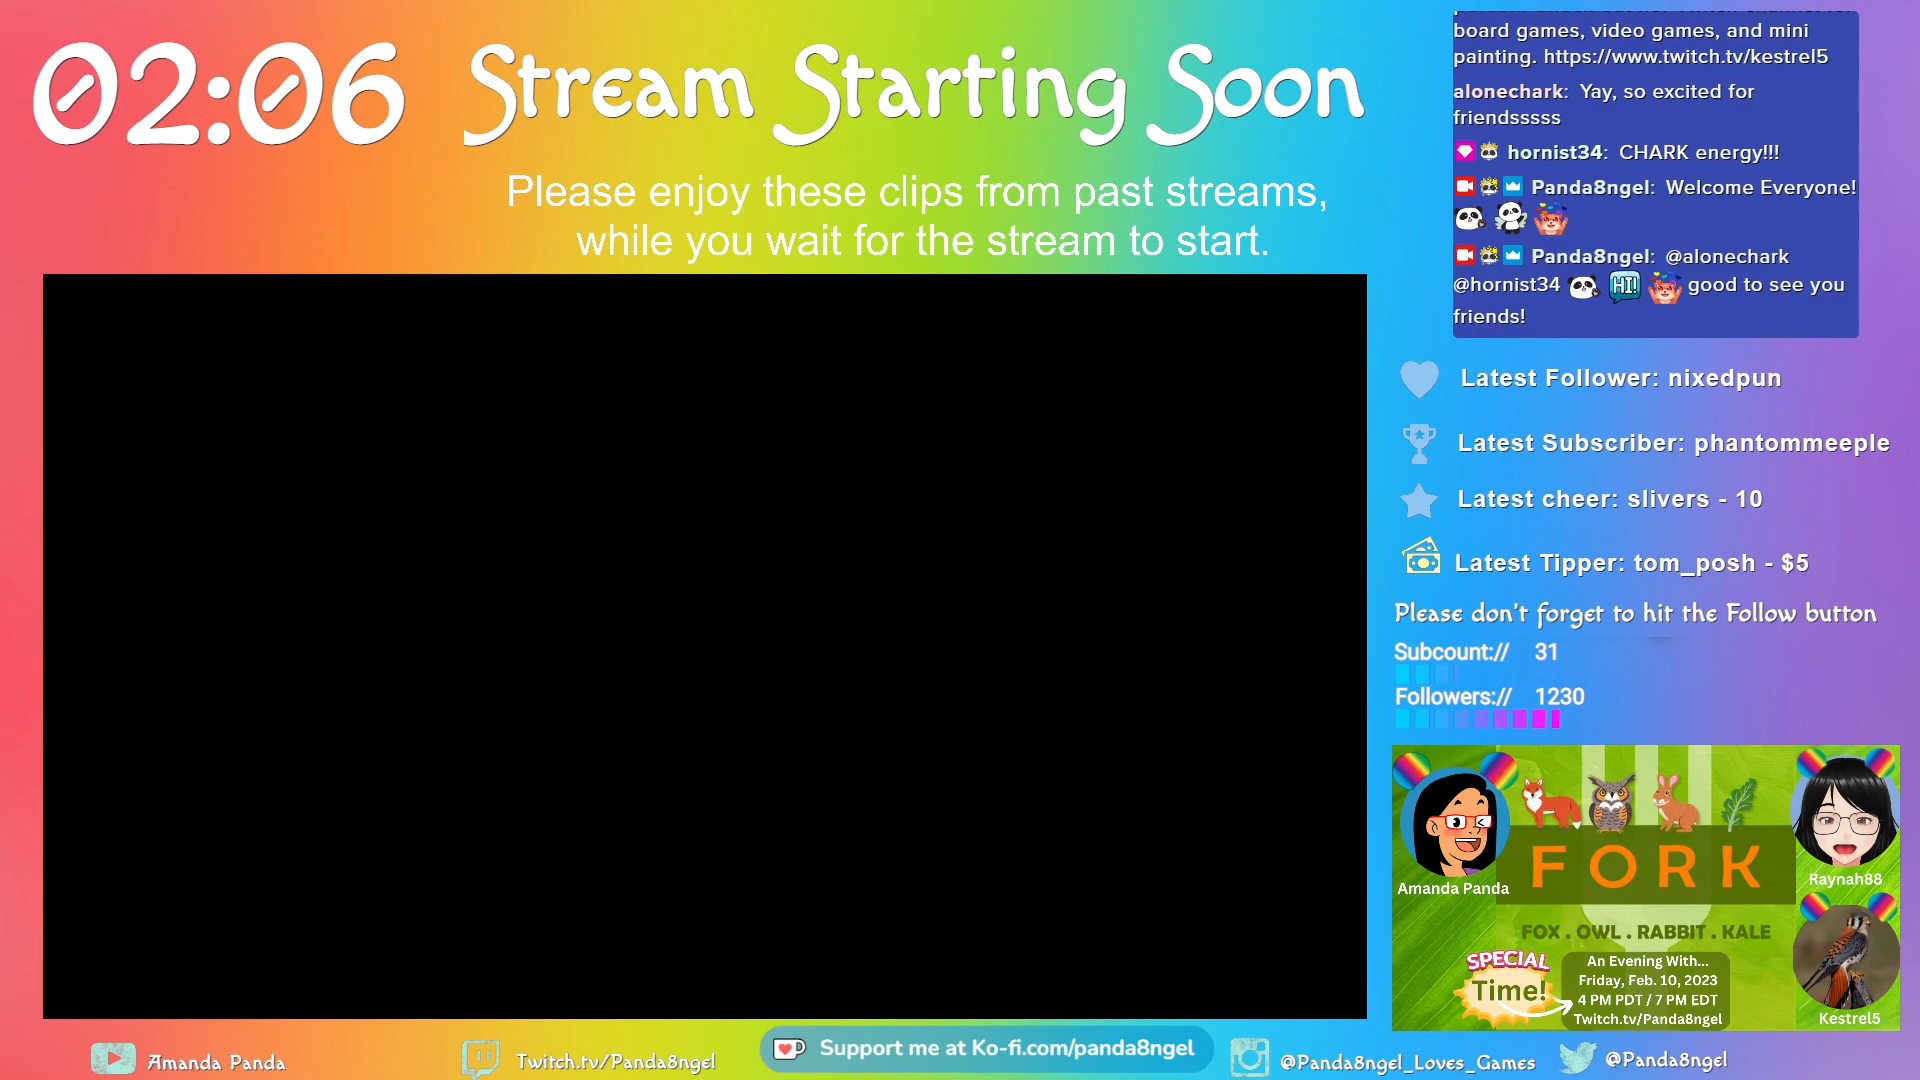 02:06 Stream Starting Soon
Please enjoy these clips from past streams,
while you wait for the stream to start.
board games, video games, and mini
painting. https://www.twitch.tv/kestrel5
alonechark: Yay, so excited for
friendsssss
hornist34: CHARK energy!!!
Panda8ngel: Welcome Everyone!
Panda8ngel: @alonechark
@hornist34 HI! good to see you
friends!
Latest Follower: nixedpun
Latest Subscriber: phantommeeple
Latest cheer: slivers - 10
Latest Tipper: tom_posh - $5
Please don't forget to hit the Follow button
Subcount:// 31
Followers:// 1230
Amanda Panda
FORK
Raynah88
FOX . OWL . RABBIT . KALE
SPECIAL
Time!
An Evening With...
Friday, Feb. 10, 2023
4 PM PDT / 7 PM EDT
Twitch.tv/Panda8ngel
Kestrel5
Amanda Panda
Twitch.tv/Panda8ngel
Support me at Ko-fi.com/panda8ngel
@Panda8ngel_Loves_Games
@Panda8ngel